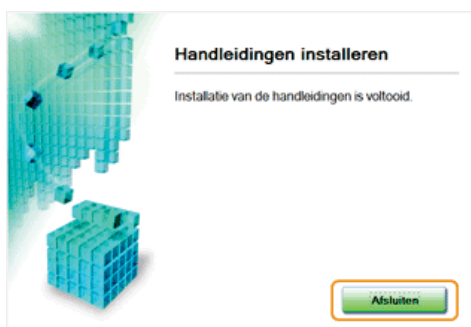 Handleidingen installeren
Installatie van de handleidingen is voltooid.
Afsluiten